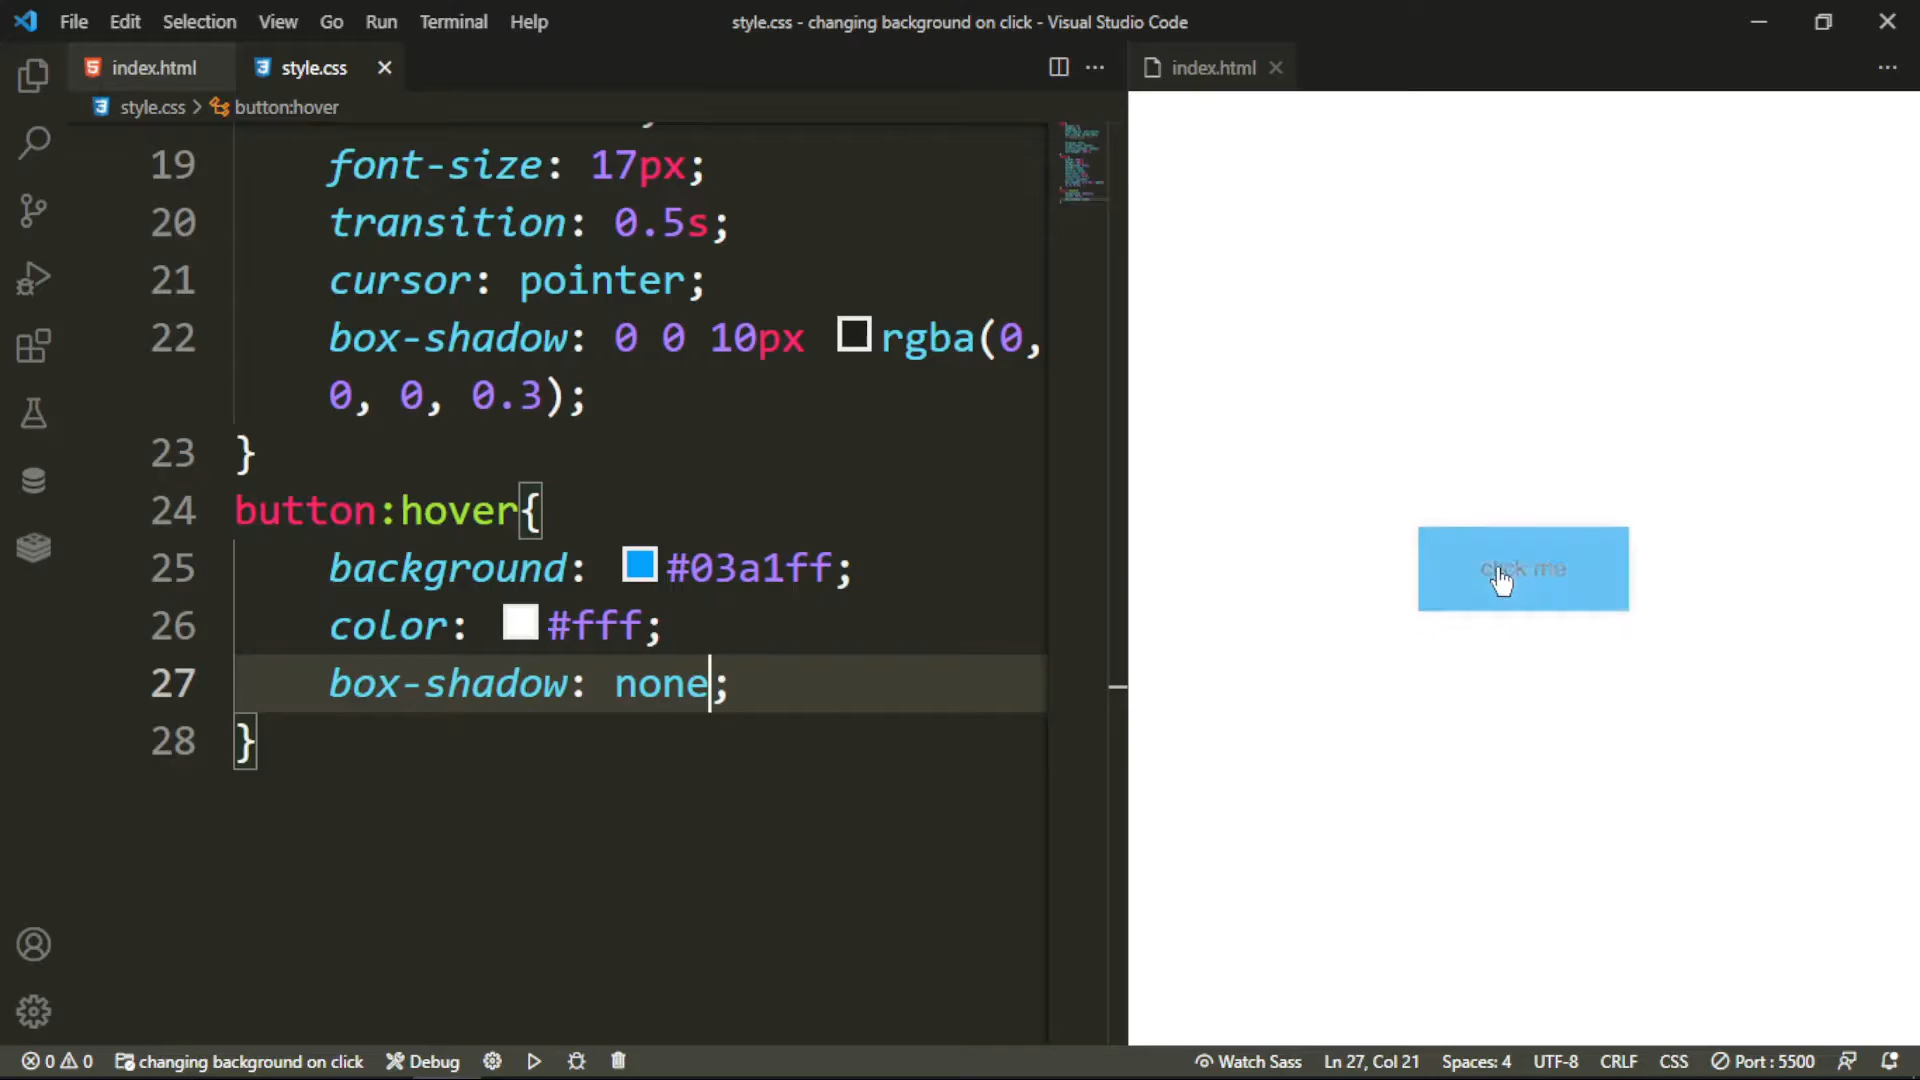 File Edit Selection View Go Run Terminal Help
style.css - changing background on click - Visual Studio Code
index.html
style.css
index.html
style.css > button:hover
19 font-size: 17px;
20 transition: 0.5s;
21 cursor: pointer;
22 box-shadow: 0 0 10px rgba(0,
0, 0, 0.3);
23 }
24 button:hover{
25 background: #03a1ff;
26 color: #fff;
27 box-shadow: none;
28 }
click me
0 0 changing background on click Debug
Watch Sass Ln 27, Col 21 Spaces: 4 UTF-8 CRLF CSS Port : 5500